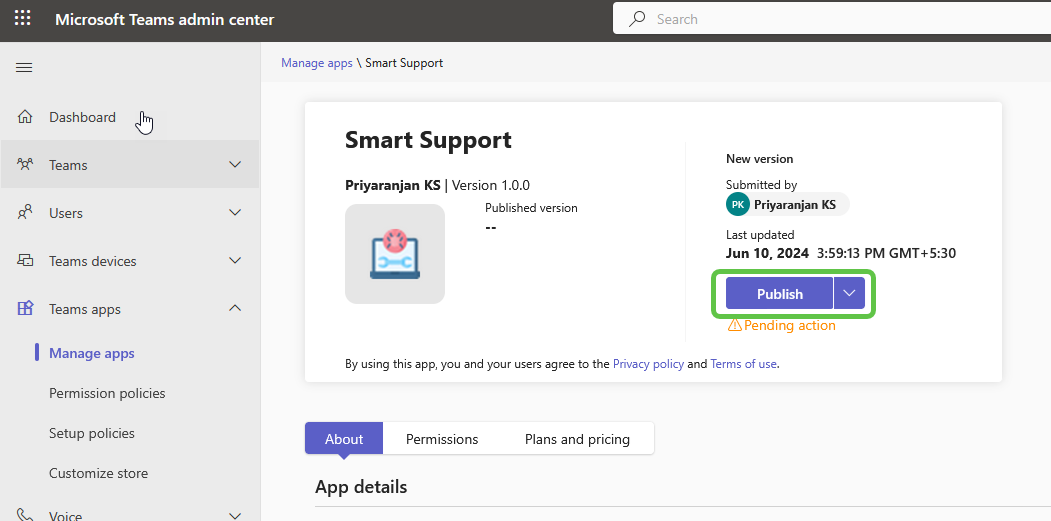 Microsoft Teams admin center
Search
Dashboard
Teams
Users
Teams devices
Teams apps
Manage apps
Permission policies
Setup policies
Customize store
Voice
Manage apps \ Smart Support
Smart Support
Priyaranjan KS | Version 1.0.0
Published version
--
New version
Submitted by
PK Priyaranjan KS
Last updated
Jun 10, 2024 3:59:13 PM GMT+5:30
Publish
Pending action
By using this app, you and your users agree to the Privacy policy and Terms of use.
About Permissions Plans and pricing
App details